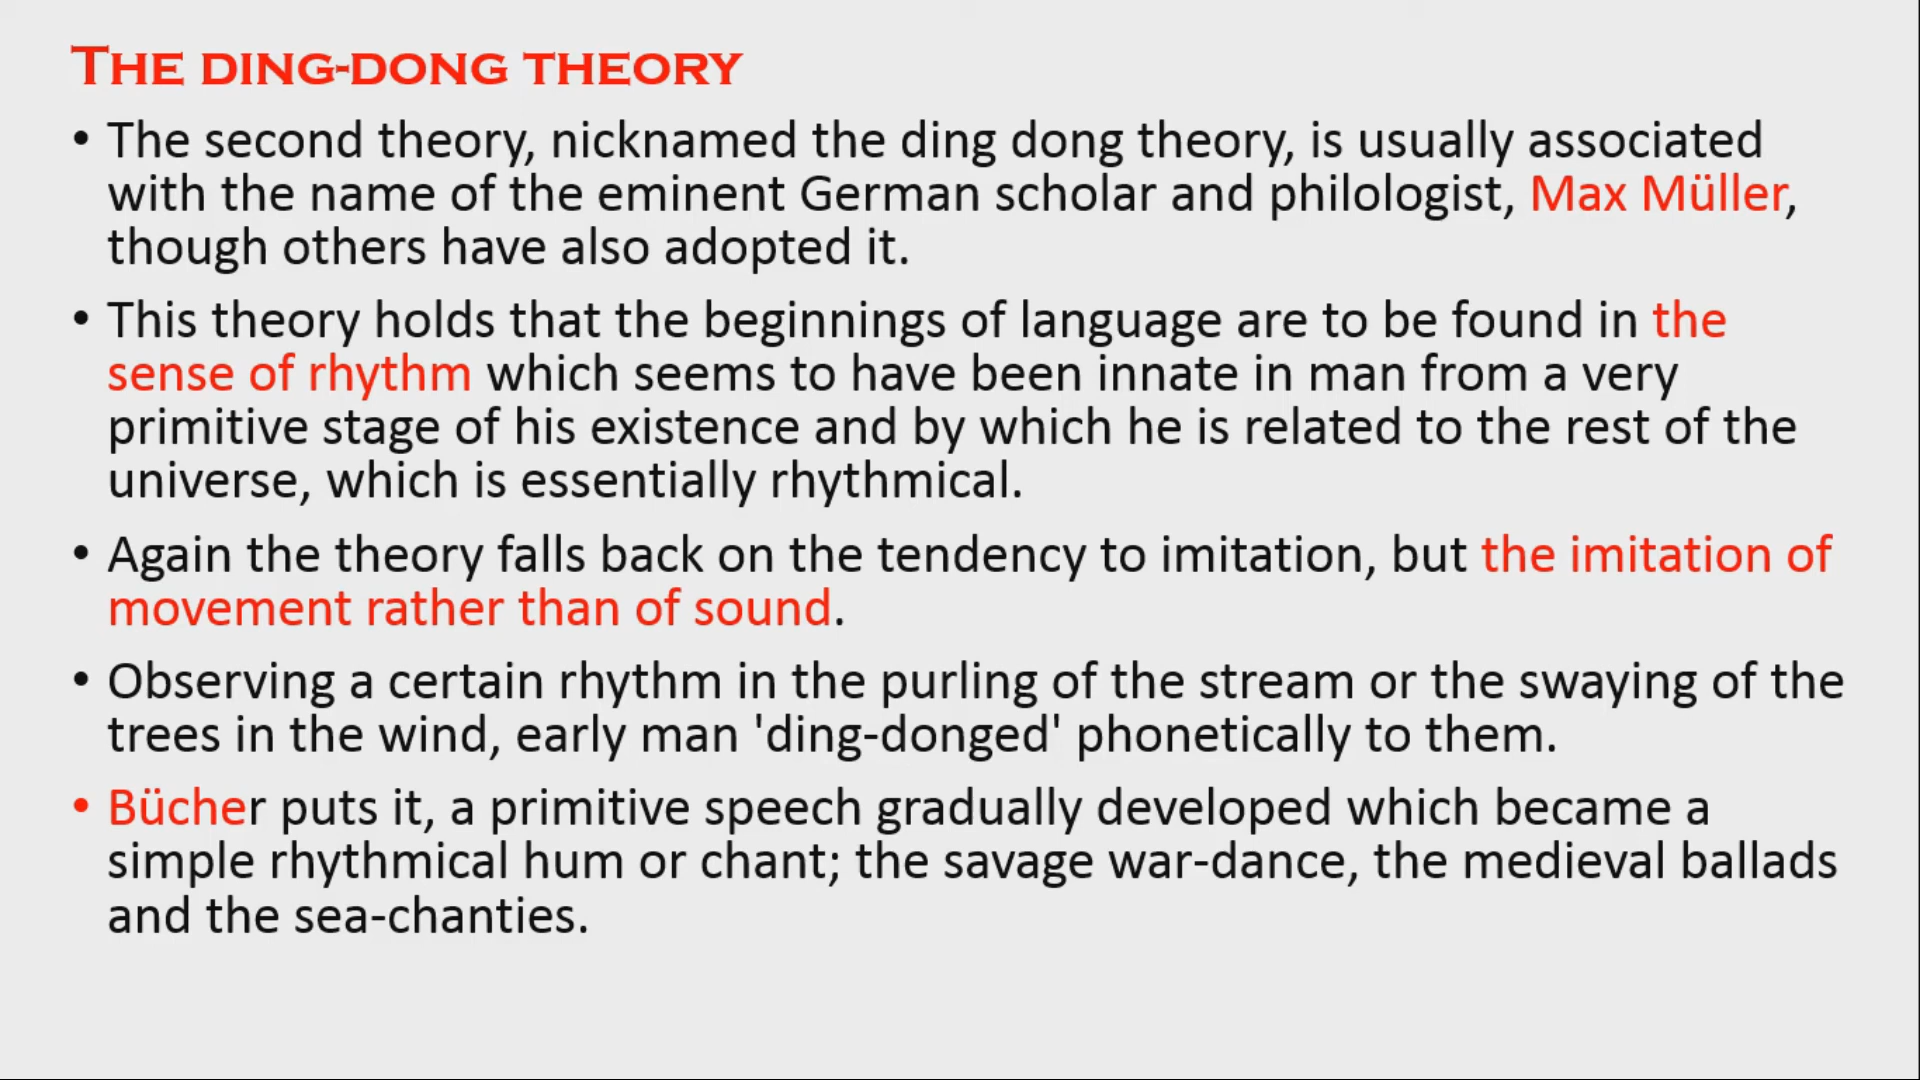 THE DING-DONG THEORY
• The second theory, nicknamed the ding dong theory, is usually associated
with the name of the eminent German scholar and philologist, Max Müller,
though others have also adopted it.
• This theory holds that the beginnings of language are to be found in the
sense of rhythm which seems to have been innate in man from a very
primitive stage of his existence and by which he is related to the rest of the
universe, which is essentially rhythmical.
• Again the theory falls back on the tendency to imitation, but the imitation of
movement rather than of sound.
• Observing a certain rhythm in the purling of the stream or the swaying of the
trees in the wind, early man 'ding-donged' phonetically to them.
• Bücher puts it, a primitive speech gradually developed which became a
simple rhythmical hum or chant; the savage war-dance, the medieval ballads
and the sea-chanties.